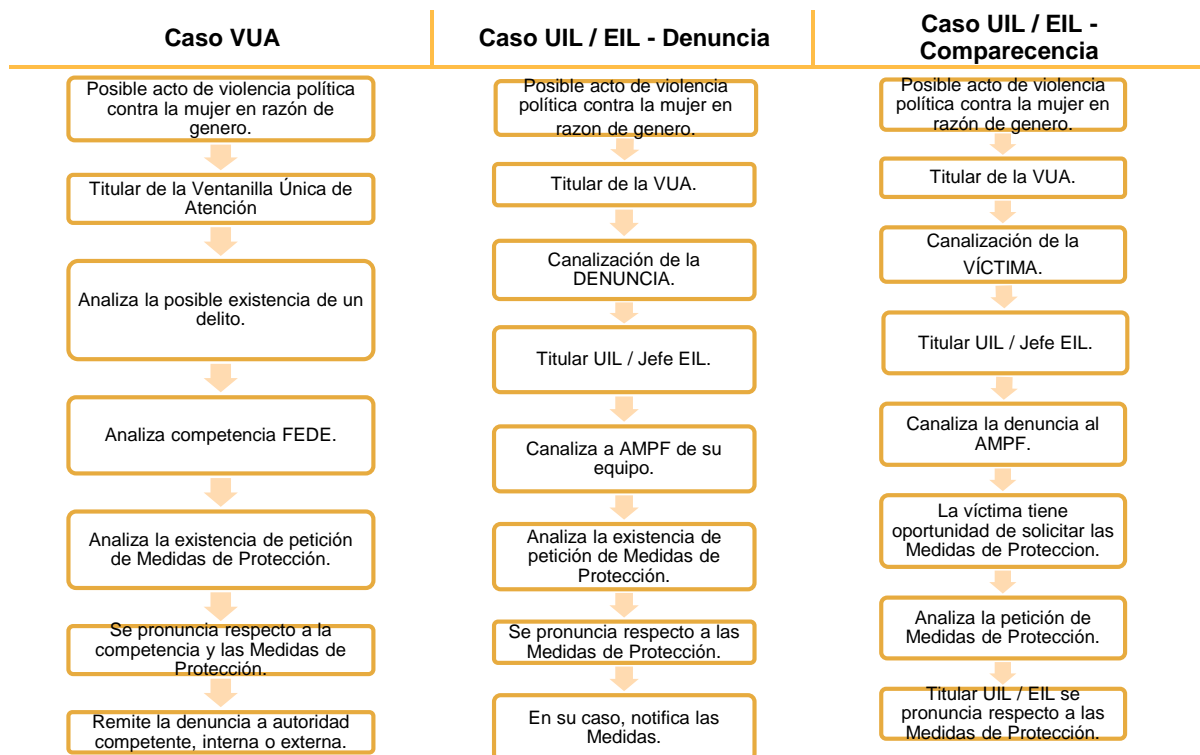 Caso VUA
Posible acto de violencia política
contra la mujer en razón de
genero.
Titular de la Ventanilla Única de
Atención
Analiza la posible existencia de un
delito.
Analiza competencia FEDE.
Analiza la existencia de petición
de Medidas de Protección.
Se pronuncia respecto a la
competencia y las Medidas de
Protección.
Remite la denuncia a autoridad
competente, interna o externa.
Caso UIL / EIL - Denuncia
Posible acto de violencia
política contra la mujer en
razon de genero.
Titular de la VUA.
Canalización de la
DENUNCIA.
Titular UIL / Jefe EIL.
Canaliza a AMPF de su
equipo.
Analiza la existencia de
petición de Medidas de
Protección.
Se pronuncia respecto a las
Medidas de Protección.
En su caso, notifica las
Medidas.
Caso UIL / EIL -
Comparecencia
Posible acto de violencia
política contra la mujer en
razón de genero.
Titular de la VUA.
Canalización de la
VÍCTIMA.
Titular UIL / Jefe EIL.
Canaliza la denuncia al
AMPF.
La víctima tiene
oportunidad de solicitar las
Medidas de Proteccion.
Analiza la petición de
Medidas de Protección.
Titular UIL / EIL se
pronuncia respecto a las
Medidas de Protección.